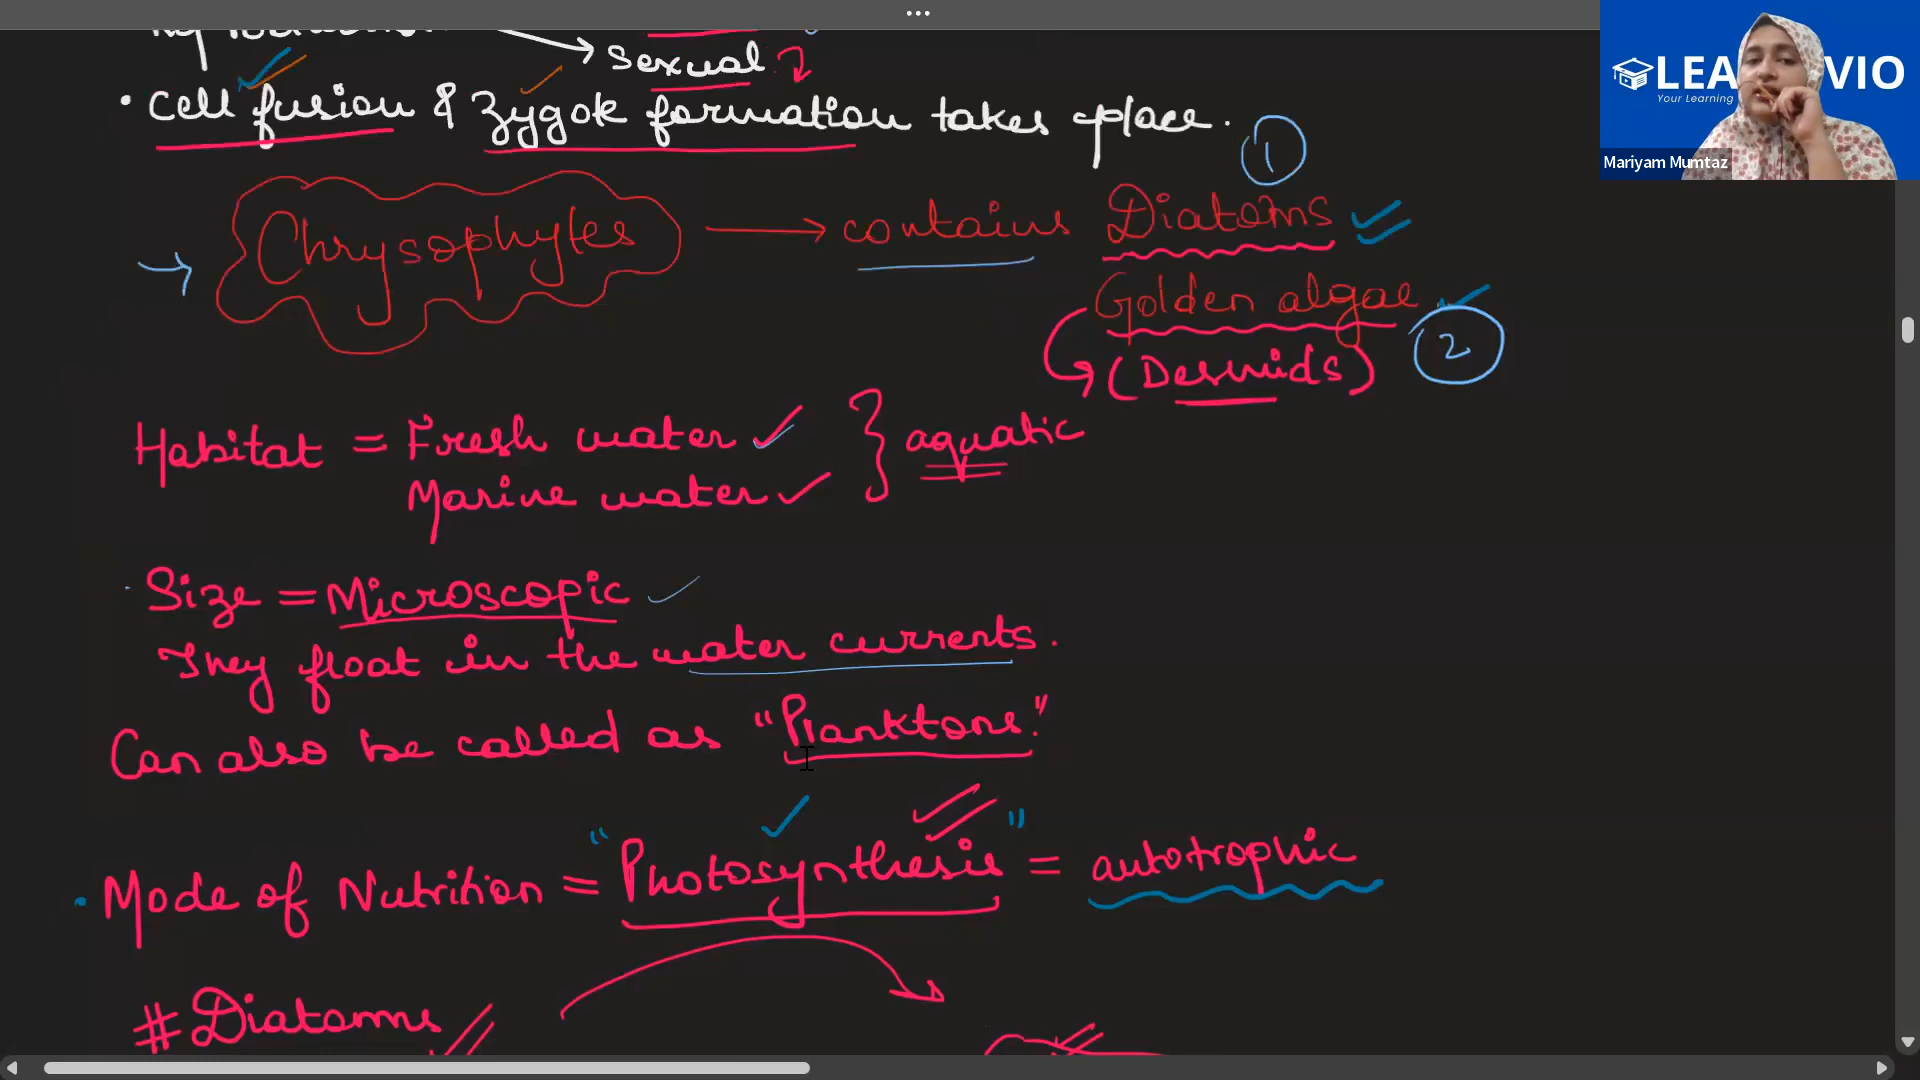 sexual
• Cell fusion & Zygote formation takes place.
1
Chrysophytes → contains Diatoms
Golden algae
(Desmids)
2
Habitat = Fresh water
Marine water
} aquatic
Size = Microscopic
They float in the water currents.
Can also be called as "Planktons."
• Mode of Nutrition = "Photosynthesis" = autotrophic
# Diatoms
Your Learning
Mariyam Mumtaz